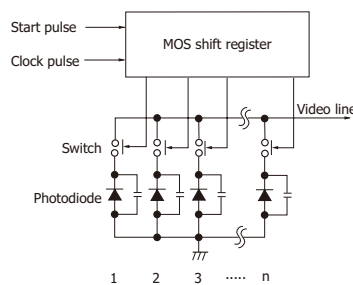 Start pulse
MOS shift register
Clock pulse
Video line
Switch
Photodiode
1 2 3 ····· n